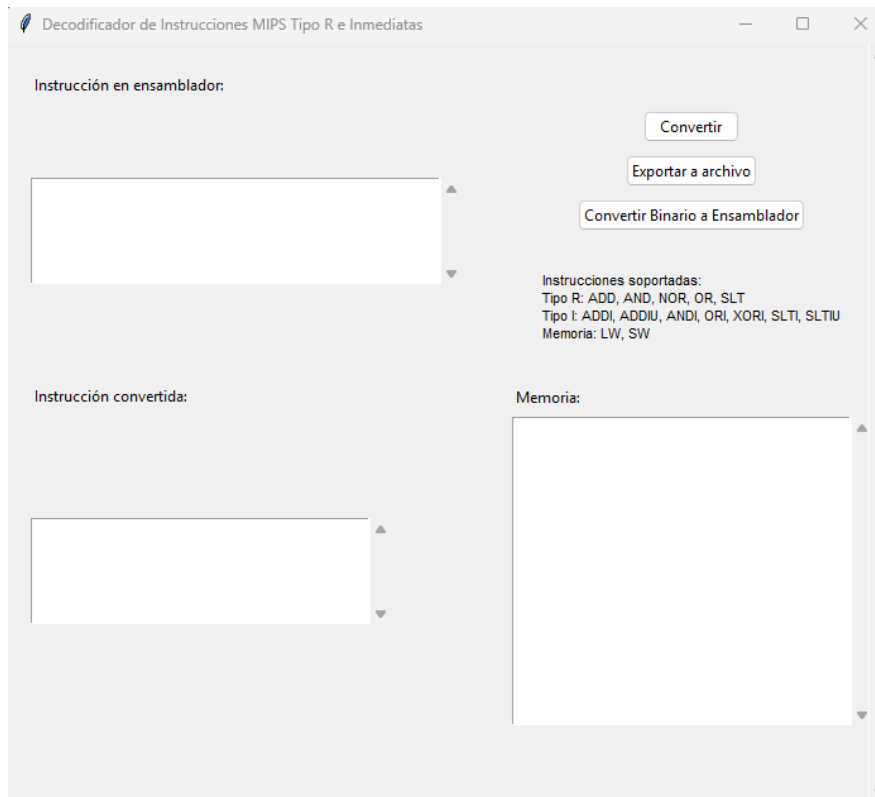 Decodificador de Instrucciones MIPS Tipo R e Inmediatas
Instrucción en ensamblador:
Convertir
Exportar a archivo
Convertir Binario a Ensamblador
Instrucciones soportadas:
Tipo R: ADD, AND, NOR, OR, SLT
Tipo I: ADDI, ADDIU, ANDI, ORI, XORI, SLTI, SLTIU
Memoria: LW, SW
Instrucción convertida:
Memoria: